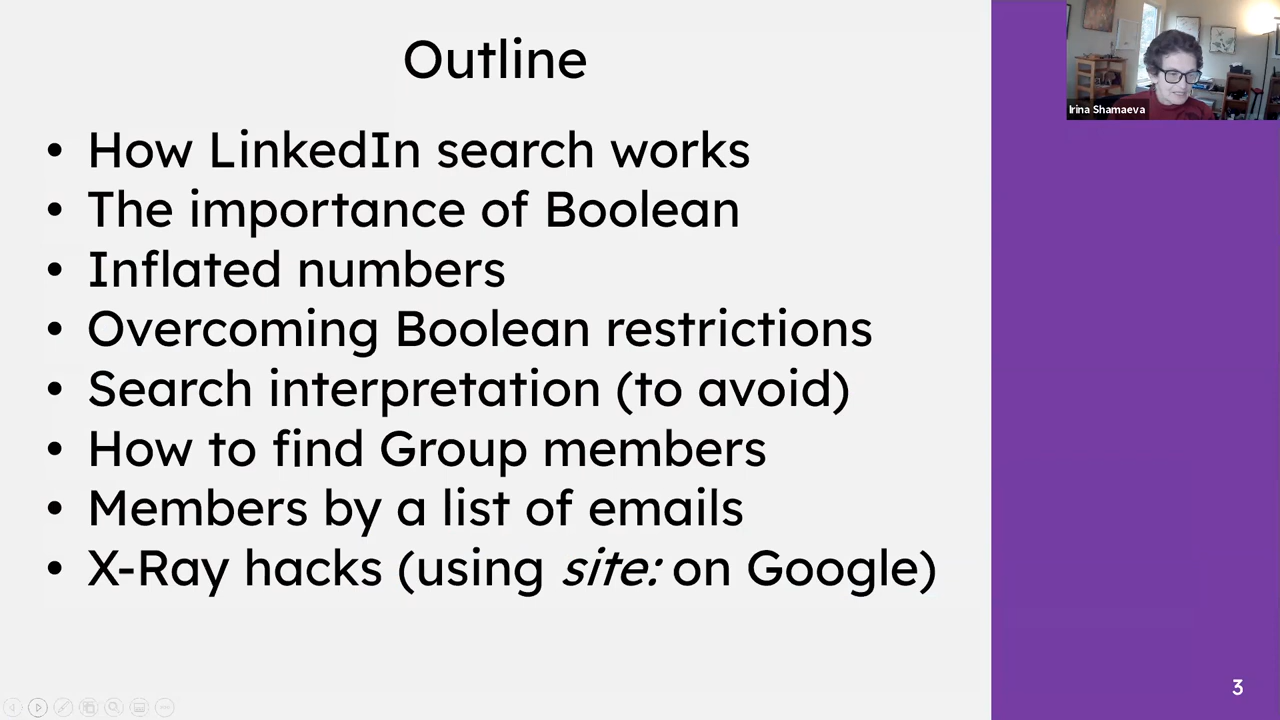 Outline
• How LinkedIn search works
• The importance of Boolean
• Inflated numbers
• Overcoming Boolean restrictions
• Search interpretation (to avoid)
• How to find Group members
• Members by a list of emails
• X-Ray hacks (using site: on Google)
Irina Shamaeva
3